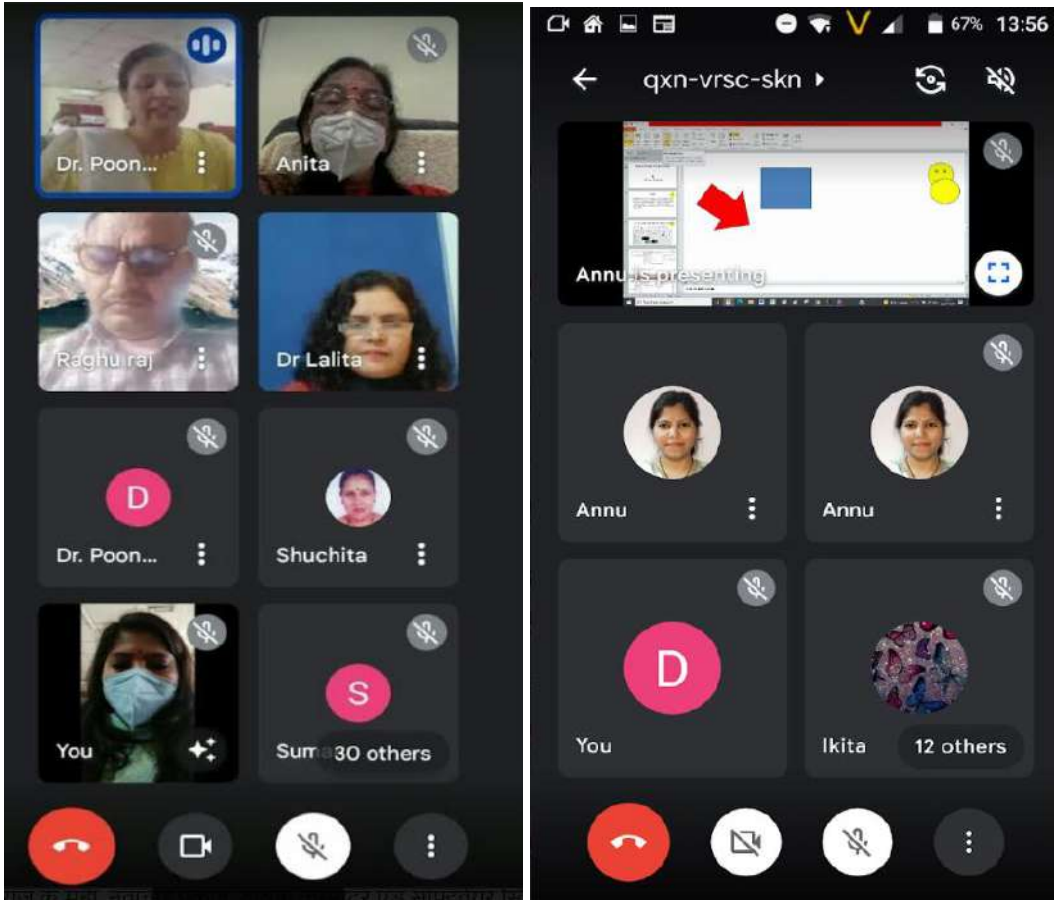 Dr. Poon...
Anita
Raghu raj
Dr Lalita
D
Dr. Poon...
Shuchita
You
S
Suma
30 others
67% 13:56
qxn-vrsc-skn
Annu is presenting
Annu
Annu
D
You
Ikita
12 others